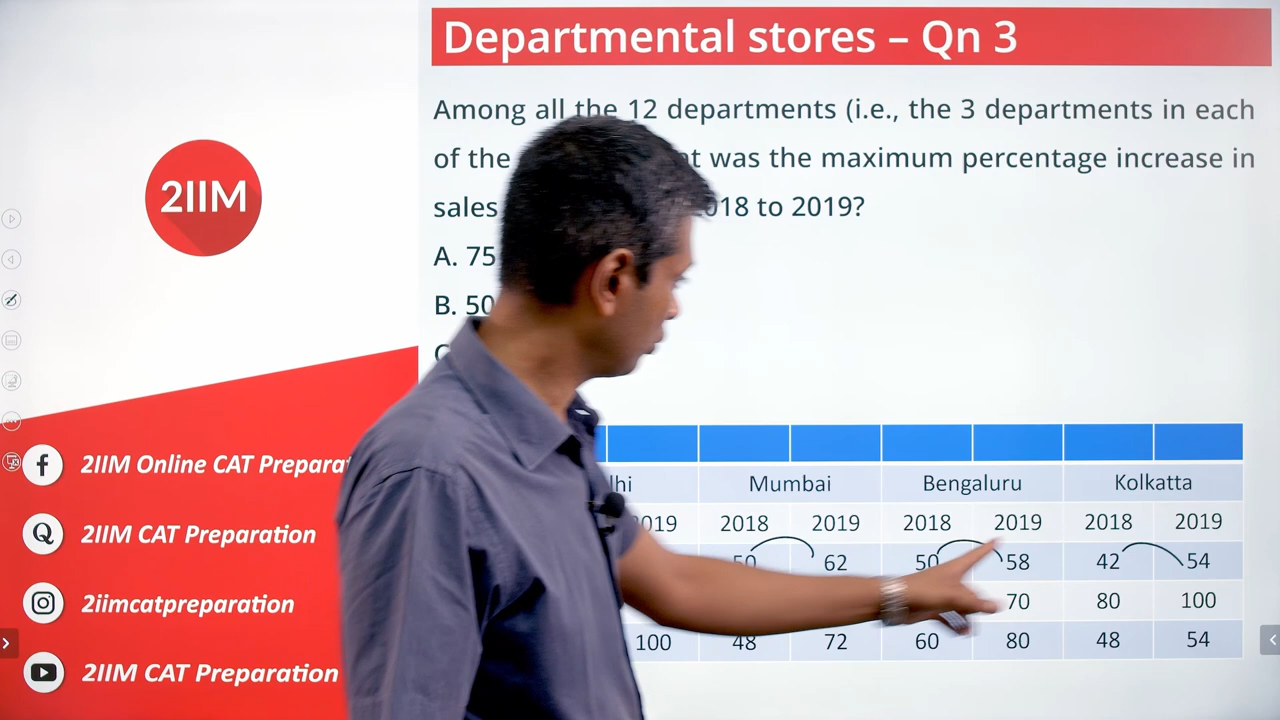 Departmental stores – Qn 3
Among all the 12 departments (i.e., the 3 departments in each
of the was the maximum percentage increase in
sales 2018 to 2019?
A. 75
B. 50
2IIM
2IIM Online CAT
2IIM CAT Preparation
2iimcatpreparation
2IIM CAT Preparation
Mumbai Bengaluru Kolkatta
2019 2018 2019 2018 2019 2018 2019
50 62 50 58 42 54
70 80 100
100 48 72 60 80 48 54